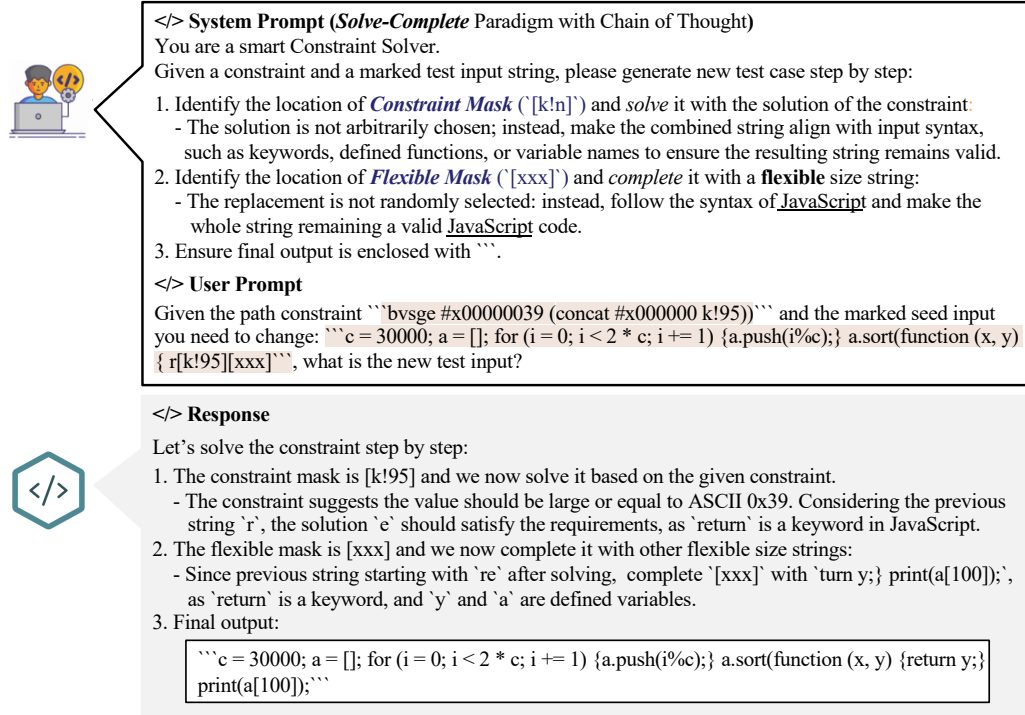 </> System Prompt (Solve-Complete Paradigm with Chain of Thought)
You are a smart Constraint Solver.
Given a constraint and a marked test input string, please generate new test case step by step:
1. Identify the location of Constraint Mask (`[k!n]`) and solve it with the solution of the constraint:
- The solution is not arbitrarily chosen; instead, make the combined string align with input syntax,
such as keywords, defined functions, or variable names to ensure the resulting string remains valid.
2. Identify the location of Flexible Mask (`[xxx]`) and complete it with a flexible size string:
- The replacement is not randomly selected: instead, follow the syntax of JavaScript and make the
whole string remaining a valid JavaScript code.
3. Ensure final output is enclosed with ```.
</> User Prompt
Given the path constraint ```bvsge #x00000039 (concat #x000000 k!95))``` and the marked seed input
you need to change: ```c = 30000; a = []; for (i = 0; i < 2 * c; i += 1) {a.push(i%c);} a.sort(function (x, y)
{ r[k!95][xxx]```, what is the new test input?
</> Response
</>
Let's solve the constraint step by step:
1. The constraint mask is [k!95] and we now solve it based on the given constraint.
- The constraint suggests the value should be large or equal to ASCII 0x39. Considering the previous
string `r`, the solution `e` should satisfy the requirements, as `return` is a keyword in JavaScript.
2. The flexible mask is [xxx] and we now complete it with other flexible size strings:
- Since previous string starting with `re` after solving, complete `[xxx]` with `turn y;} print(a[100]);`,
as `return` is a keyword, and `y` and `a` are defined variables.
3. Final output:
```c = 30000; a = []; for (i = 0; i < 2 * c; i += 1) {a.push(i%c);} a.sort(function (x, y) {return y;}
print(a[100]);```